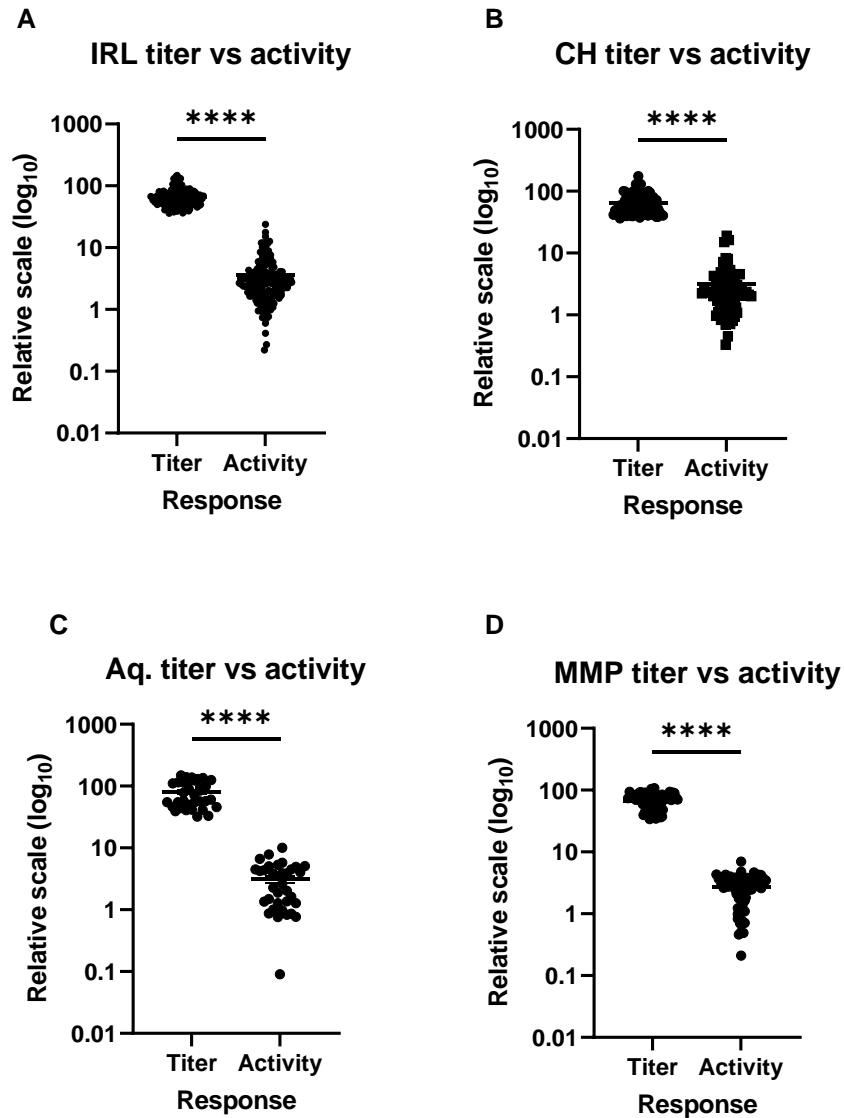 A
IRL titer vs activity
****
1000
100
10
1
0.1
0.01
Relative scale (log10)
Titer Activity
Response
B
CH titer vs activity
****
1000
100
10
1
0.1
0.01
Relative scale (log10)
Titer Activity
Response
C
Aq. titer vs activity
****
1000
100
10
1
0.1
0.01
Relative scale (log10)
Titer Activity
Response
D
MMP titer vs activity
****
1000
100
10
1
0.1
0.01
Relative scale (log10)
Titer Activity
Response